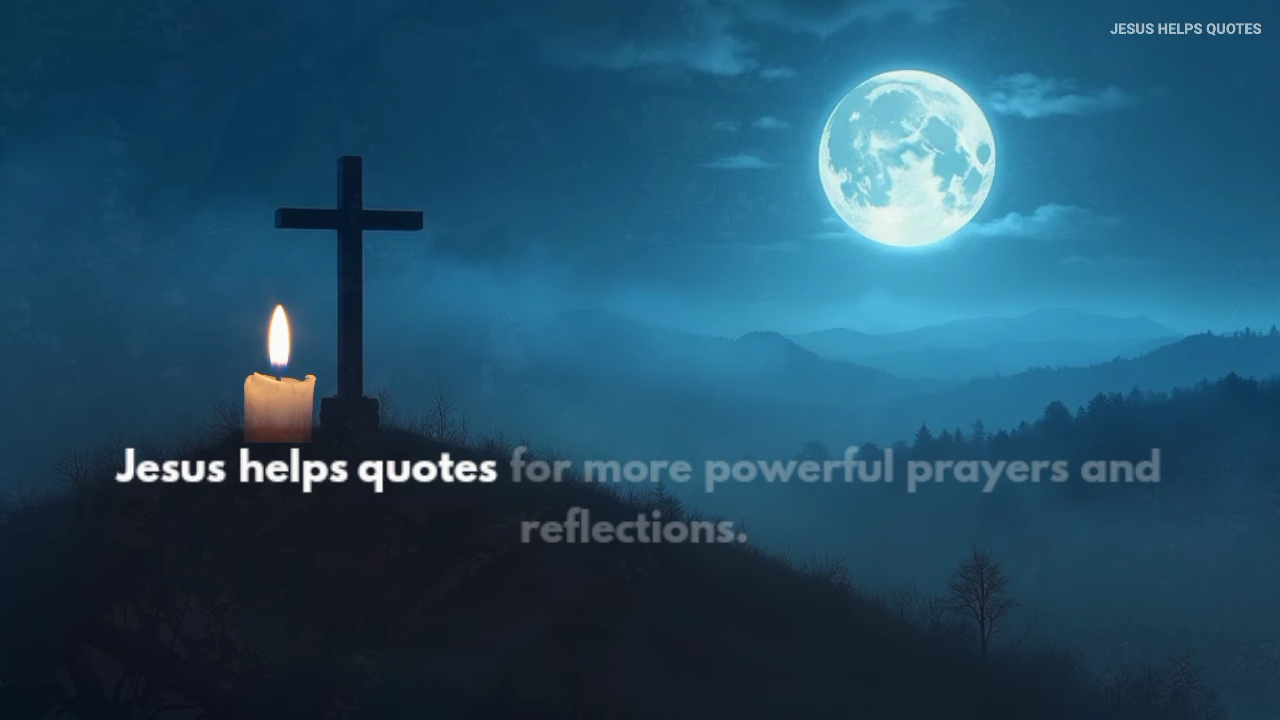 JESUS HELPS QUOTES
Jesus helps quotes for more powerful prayers and
reflections.